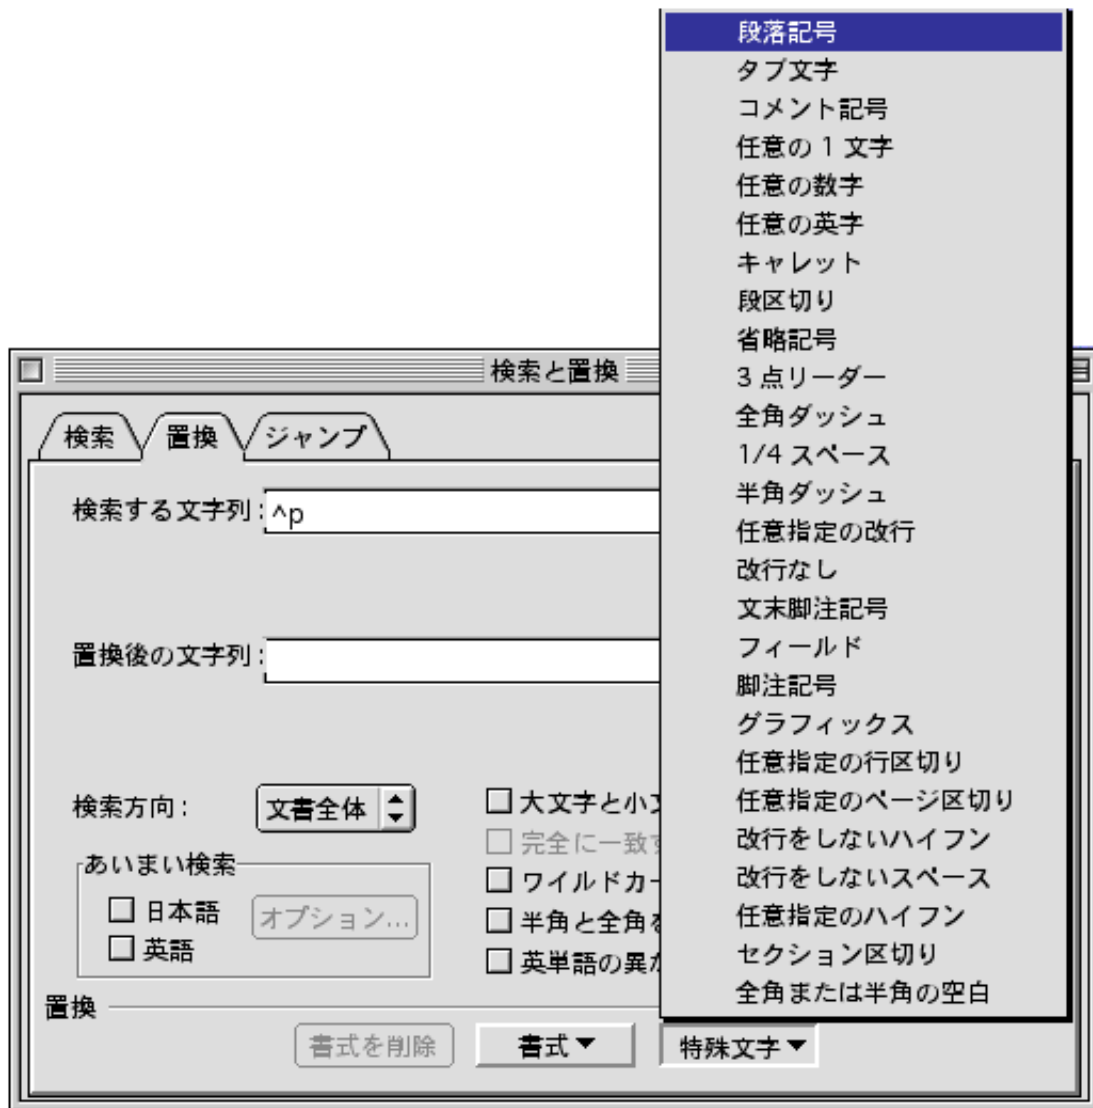 段落記号
タブ文字
コメント記号
任意の 1 文字
任意の数字
任意の英字
キャレット
段区切り
省略記号
3 点リーダー
全角ダッシュ
1/4 スペース
半角ダッシュ
任意指定の改行
改行なし
文末脚注記号
フィールド
脚注記号
グラフィックス
任意指定の行区切り
任意指定のページ区切り
改行をしないハイフン
改行をしないスペース
任意指定のハイフン
セクション区切り
全角または半角の空白
検索と置換
検索 置換 ジャンプ
検索する文字列 : ^p
置換後の文字列 :
検索方向 : 文書全体
あいまい検索
日本語 オプション...
英語
大文字と小文
完全に一致す
ワイルドカー
半角と全角を
英単語の異な
置換
書式を削除 書式▼ 特殊文字▼